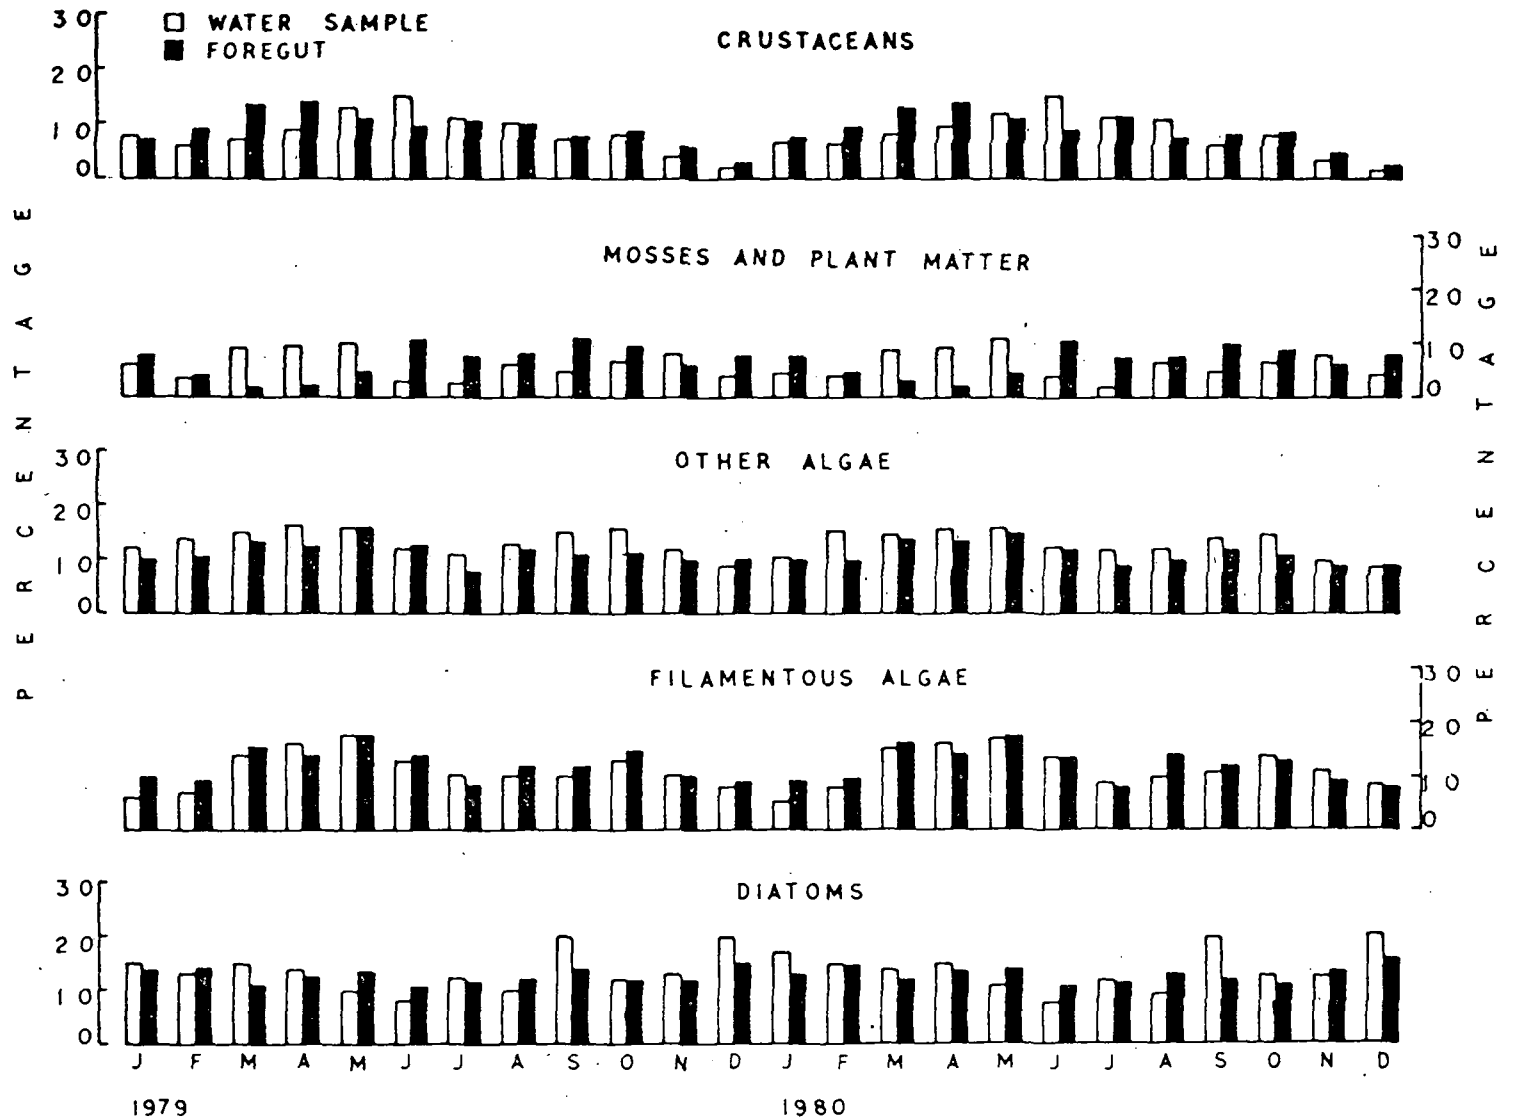 WATER SAMPLE
FOREGUT
CRUSTACEANS
30
20
10
0
MOSSES AND PLANT MATTER
30
20
10
0
OTHER ALGAE
30
20
10
0
FILAMENTOUS ALGAE
30
20
10
0
DIATOMS
30
20
10
0
PERCENTAGE
PERCENTAGE
J F M A M J J A S O N D J F M A M J J A S O N D
1979 1980